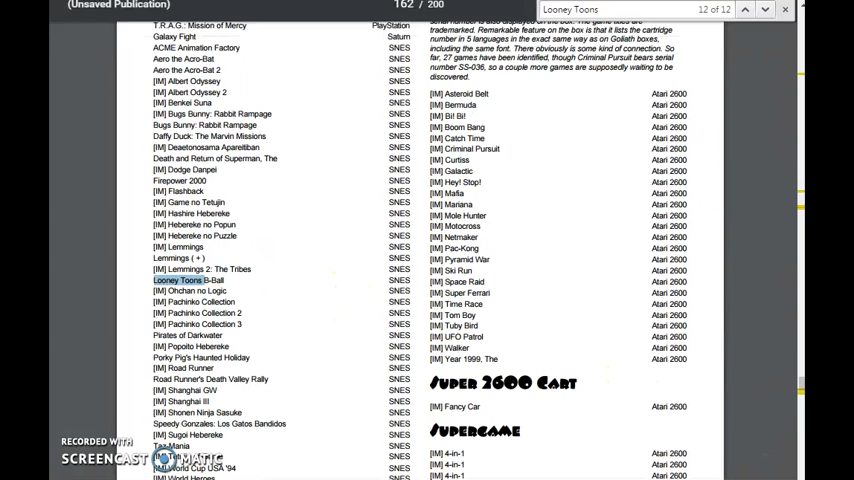 (Unsaved Publication)
162 / 200
Looney Toons
12 of 12
T.R.A.G.: Mission of Mercy PlayStation
Galaxy Fight Saturn
ACME Animation Factory SNES
Aero the Acro-Bat SNES
Aero the Acro-Bat 2 SNES
[IM] Albert Odyssey SNES
[IM] Albert Odyssey 2 SNES
[IM] Benkei Suna SNES
[IM] Bugs Bunny: Rabbit Rampage SNES
Bugs Bunny: Rabbit Rampage SNES
Daffy Duck: The Marvin Missions SNES
[IM] Deaetonosama Apareitiban SNES
Death and Return of Superman, The SNES
[IM] Dodge Danpei SNES
Firepower 2000 SNES
[IM] Flashback SNES
[IM] Game no Tetujin SNES
[IM] Hashire Hebereke SNES
[IM] Hebereke no Popun SNES
[IM] Hebereke no Puzzle SNES
[IM] Lemmings SNES
Lemmings ( + ) SNES
[IM] Lemmings 2: The Tribes SNES
Looney Toons B-Ball SNES
[IM] Ohchan no Logic SNES
[IM] Pachinko Collection SNES
[IM] Pachinko Collection 2 SNES
[IM] Pachinko Collection 3 SNES
Pirates of Darkwater SNES
[IM] Popoito Hebereke SNES
Porky Pig's Haunted Holiday SNES
[IM] Road Runner SNES
Road Runner's Death Valley Rally SNES
[IM] Shanghai GW SNES
[IM] Shanghai III SNES
[IM] Shonen Ninja Sasuke SNES
Speedy Gonzales: Los Gatos Bandidos SNES
[IM] Sugoi Hebereke SNES
Taz-Mania SNES
SNES
[IM] World Cup USA '94 SNES
[IM] World Heroes SNES
serial number is also displayed on the box. The game titles are
trademarked. Remarkable feature on the box is that it lists the cartridge
number in 5 languages in the exact same way as on Goliath boxes,
including the same font. There obviously is some kind of connection. So
far, 27 games have been identified, though Criminal Pursuit bears serial
number SS-036, so a couple more games are supposedly waiting to be
discovered.
[IM] Asteroid Belt Atari 2600
[IM] Bermuda Atari 2600
[IM] Bi! Bi! Atari 2600
[IM] Boom Bang Atari 2600
[IM] Catch Time Atari 2600
[IM] Criminal Pursuit Atari 2600
[IM] Curtiss Atari 2600
[IM] Galactic Atari 2600
[IM] Hey! Stop! Atari 2600
[IM] Mafia Atari 2600
[IM] Mariana Atari 2600
[IM] Mole Hunter Atari 2600
[IM] Motocross Atari 2600
[IM] Netmaker Atari 2600
[IM] Pac-Kong Atari 2600
[IM] Pyramid War Atari 2600
[IM] Ski Run Atari 2600
[IM] Space Raid Atari 2600
[IM] Super Ferrari Atari 2600
[IM] Time Race Atari 2600
[IM] Tom Boy Atari 2600
[IM] Tuby Bird Atari 2600
[IM] UFO Patrol Atari 2600
[IM] Walker Atari 2600
[IM] Year 1999, The Atari 2600
Super 2600 Cart
[IM] Fancy Car Atari 2600
Supergame
[IM] 4-in-1 Atari 2600
[IM] 4-in-1 Atari 2600
[IM] 4-in-1 Atari 2600
RECORDED WITH
SCREENCAST MATIC